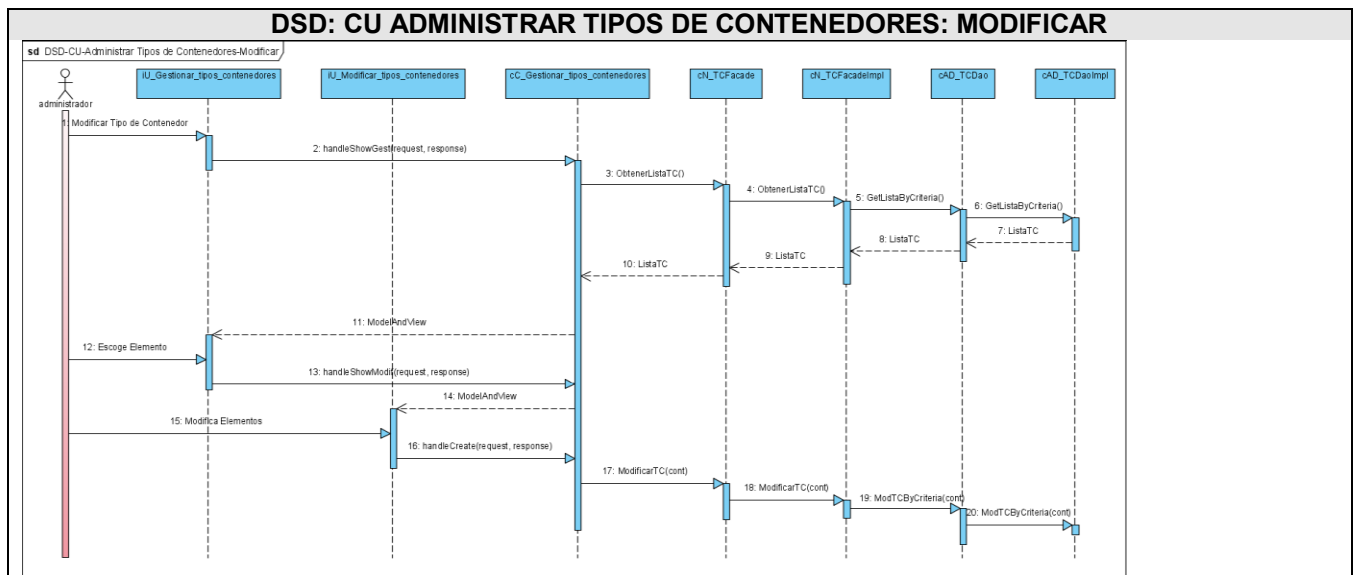 DSD: CU ADMINISTRAR TIPOS DE CONTENEDORES: MODIFICAR
sd DSD-CU-Administrar Tipos de Contenedores-Modificar
administrador
iU_Gestionar_tipos_contenedores
iU_Modificar_tipos_contenedores
cC_Gestionar_tipos_contenedores
cN_TCFacade
cN_TCFacadeImpl
cAD_TCDao
cAD_TCDaoImpl
1: Modificar Tipo de Contenedor
2: handleShowGest(request, response)
3: ObtenerListaTC()
4: ObtenerListaTC()
5: GetListaByCriteria()
6: GetListaByCriteria()
7: ListaTC
8: ListaTC
9: ListaTC
10: ListaTC
11: ModelAndView
12: Escoge Elemento
13: handleShowModif(request, response)
14: ModelAndView
15: Modifica Elementos
16: handleCreate(request, response)
17: ModificarTC(cont)
18: ModificarTC(cont)
19: ModTCByCriteria(cont)
20: ModTCByCriteria(cont)